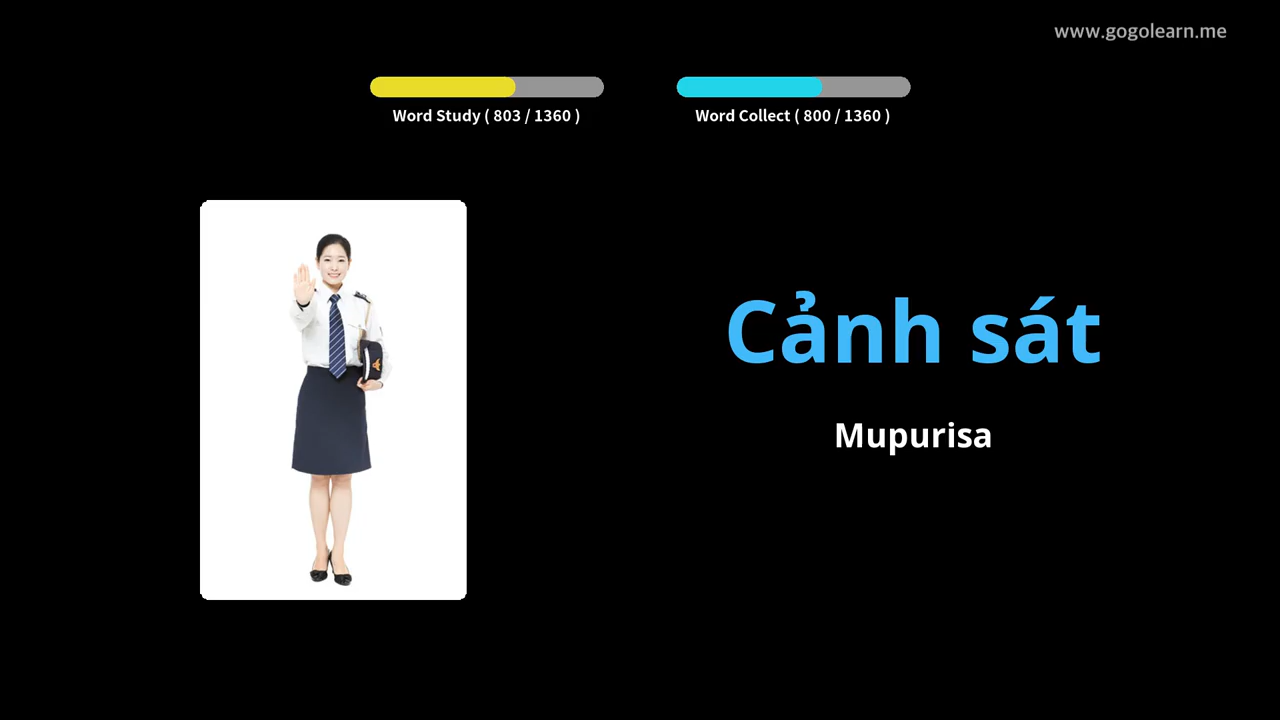 www.gogolearn.me
Word Study ( 803 / 1360 )
Word Collect ( 800 / 1360 )
Cảnh sát
Mupurisa